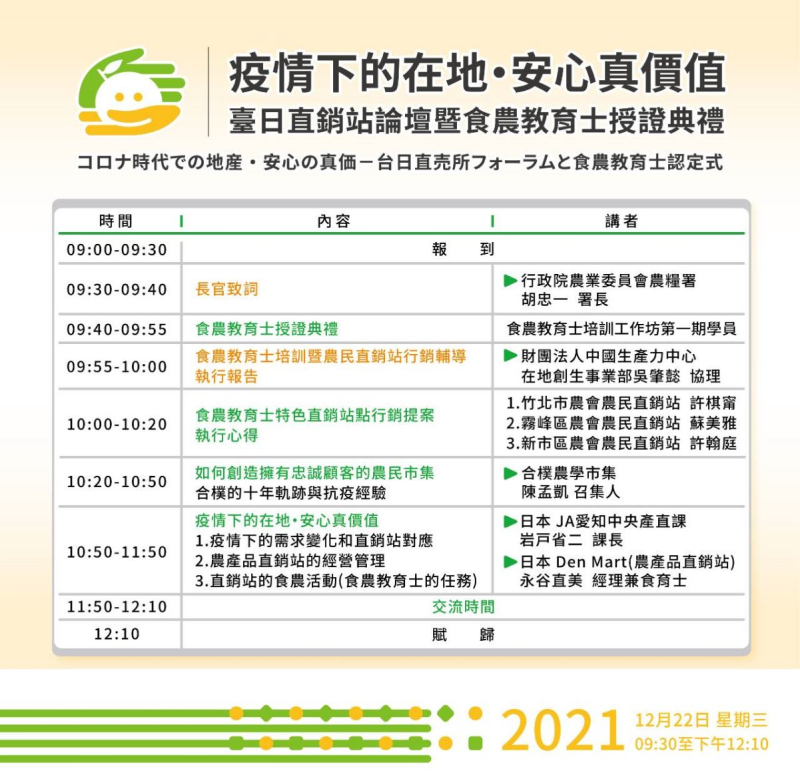 疫情下的在地•安心真價值
臺日直銷站論壇暨食農教育士授證典禮
コロナ時代での地産・安心の真価－台日直売所フォーラムと食農教育士認定式
時間 內容 講者
09:00-09:30 報到
09:30-09:40 長官致詞 ▶行政院農業委員會農糧署
胡忠一 署長
09:40-09:55 食農教育士授證典禮 食農教育士培訓工作坊第一期學員
09:55-10:00 食農教育士培訓暨農民直銷站行銷輔導
執行報告
▶財團法人中國生產力中心
在地創生事業部吳肇懿 協理
10:00-10:20 食農教育士特色直銷站點行銷提案
執行心得
1.竹北市農會農民直銷站 許棋甯
2.霧峰區農會農民直銷站 蘇美雅
3.新市區農會農民直銷站 許翰庭
10:20-10:50 如何創造擁有忠誠顧客的農民市集
合樸的十年軌跡與抗疫經驗
▶合樸農學市集
陳孟凱 召集人
10:50-11:50 疫情下的在地•安心真價值
1.疫情下的需求變化和直銷站對應
2.農產品直銷站的經營管理
3.直銷站的食農活動(食農教育士的任務)
▶日本 JA愛知中央產直課
岩戸省二 課長
▶日本 Den Mart(農產品直銷站)
永谷直美 經理兼食育士
11:50-12:10 交流時間
12:10 賦歸
2021 12月22日 星期三
09:30至下午12:10